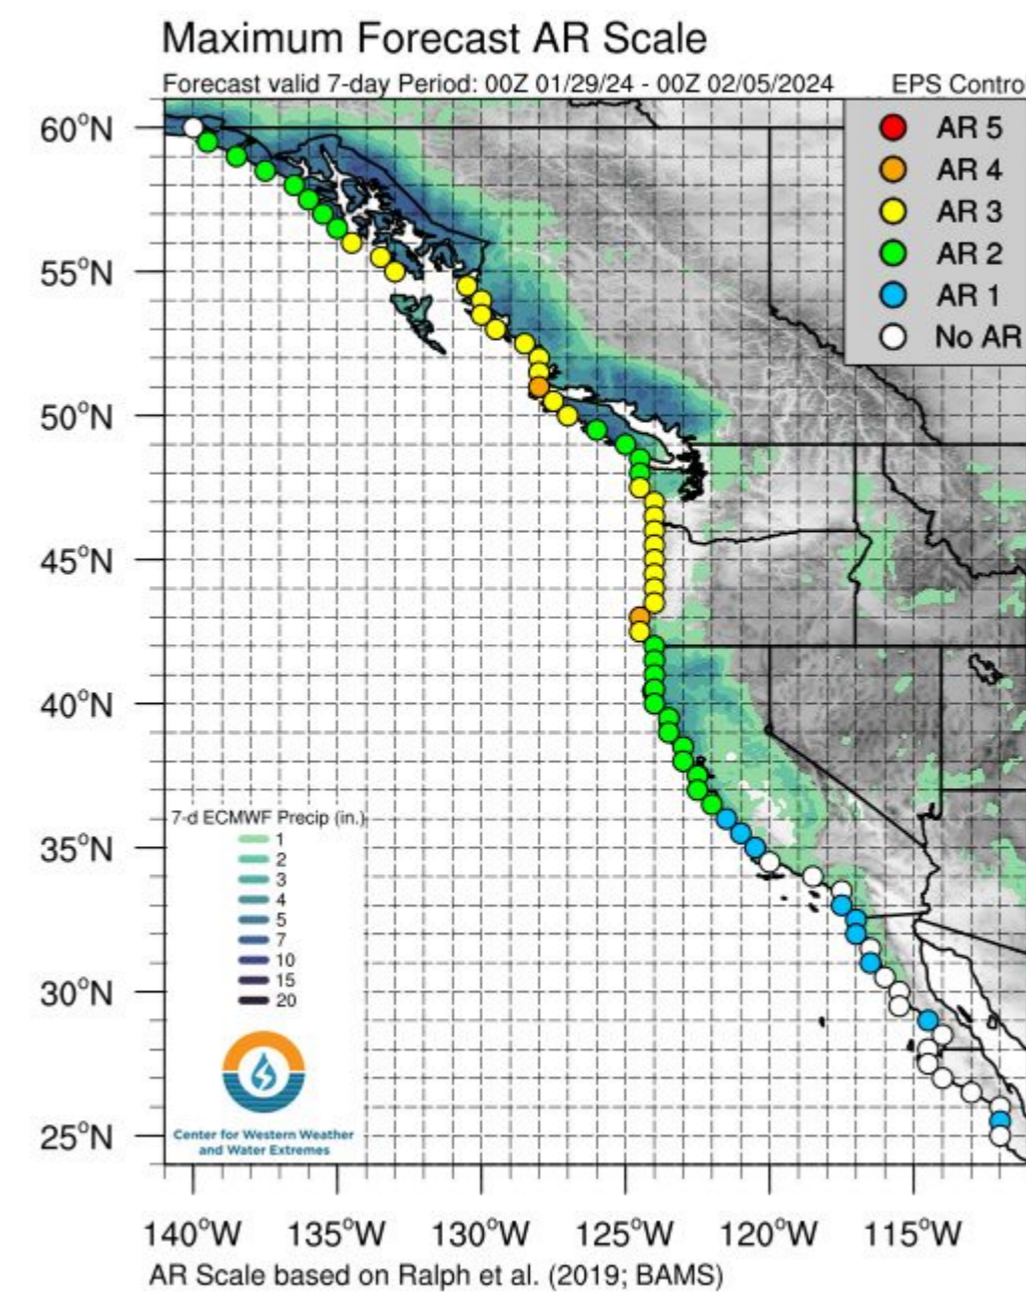 Maximum Forecast AR Scale
Forecast valid 7-day Period: 00Z 01/29/24 - 00Z 02/05/2024 EPS Contro
AR 5
AR 4
AR 3
AR 2
AR 1
No AR
60°N
55°N
50°N
45°N
40°N
35°N
30°N
25°N
7-d ECMWF Precip (in.)
1
2
3
4
5
7
10
15
20
Center for Western Weather
and Water Extremes
140°W 135°W 130°W 125°W 120°W 115°W
AR Scale based on Ralph et al. (2019; BAMS)